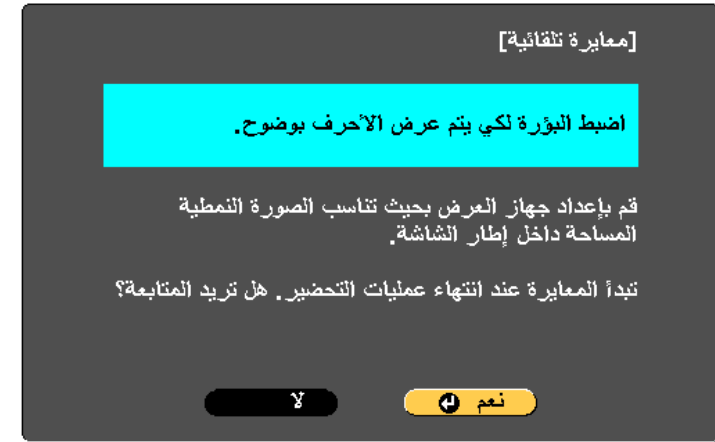 [معايرة تلقائية]
اضبط البؤرة لكي يتم عرض الأحرف بوضوح.
قم بإعداد جهاز العرض بحيث تناسب الصورة النمطية
المساحة داخل إطار الشاشة.
تبدأ المعايرة عند انتهاء عمليات التحضير. هل تريد المتابعة؟
نعم
لا